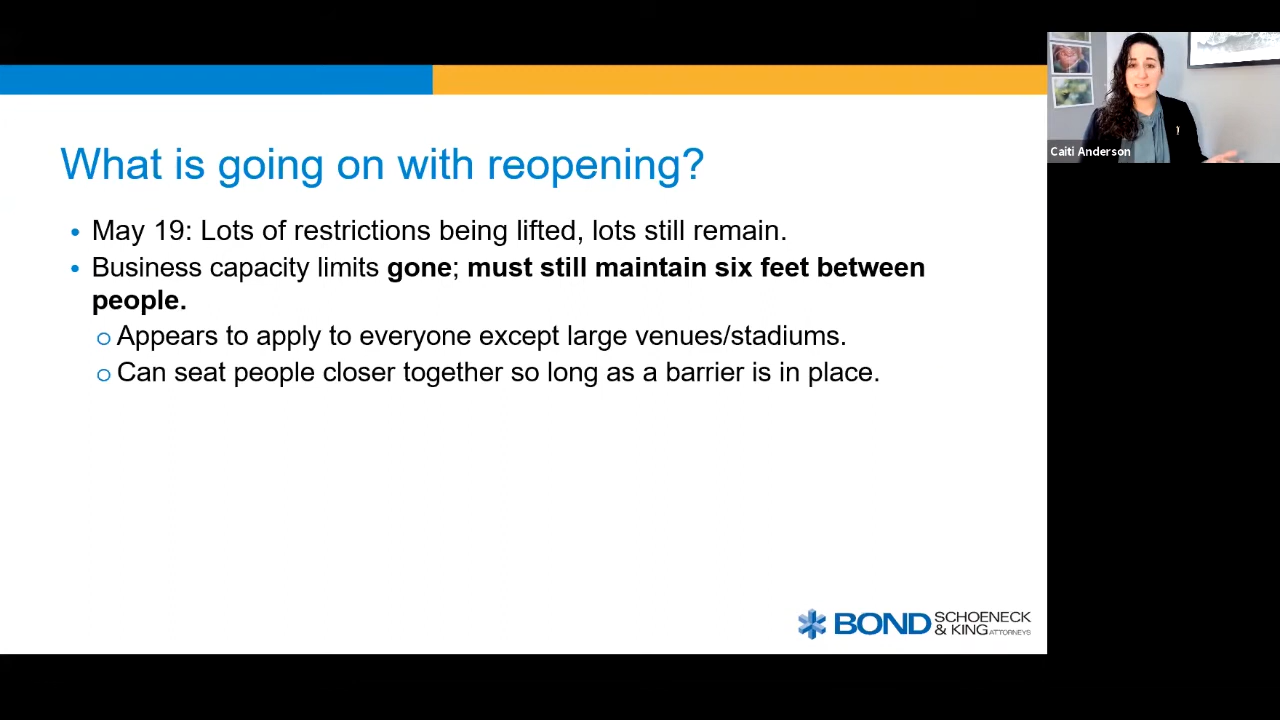 What is going on with reopening?
• May 19: Lots of restrictions being lifted, lots still remain.
• Business capacity limits gone; must still maintain six feet between
people.
o Appears to apply to everyone except large venues/stadiums.
o Can seat people closer together so long as a barrier is in place.
Caiti Anderson
BOND SCHOENECK
& KING ATTORNEYS